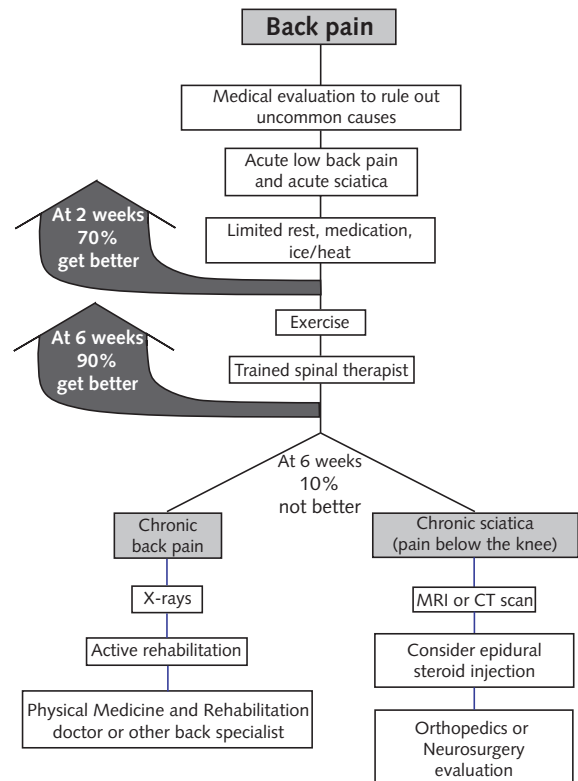 Back pain
Medical evaluation to rule out
uncommon causes
Acute low back pain
and acute sciatica
Limited rest, medication,
ice/heat
At 2 weeks
70%
get better
Exercise
Trained spinal therapist
At 6 weeks
90%
get better
At 6 weeks
10%
not better
Chronic
back pain
X-rays
Active rehabilitation
Physical Medicine and Rehabilitation
doctor or other back specialist
Chronic sciatica
(pain below the knee)
MRI or CT scan
Consider epidural
steroid injection
Orthopedics or
Neurosurgery
evaluation